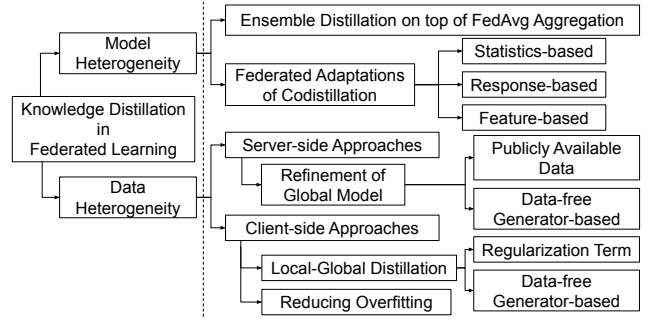 Ensemble Distillation on top of FedAvg Aggregation
Model
Heterogeneity
Federated Adaptations
of Codistillation
Statistics-based
Response-based
Feature-based
Knowledge Distillation
in
Federated Learning
Data
Heterogeneity
Server-side Approaches
Refinement of
Global Model
Publicly Available
Data
Data-free
Generator-based
Client-side Approaches
Local-Global Distillation
Regularization Term
Data-free
Generator-based
Reducing Overfitting